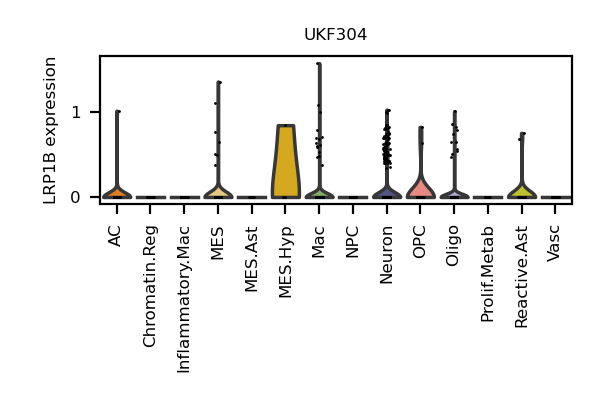 UKF304
LRP1B expression
1
0
AC
Chromatin.Reg
Inflammatory.Mac
MES
MES.Ast
MES.Hyp
Mac
NPC
Neuron
OPC
Oligo
Prolif.Metab
Reactive.Ast
Vasc